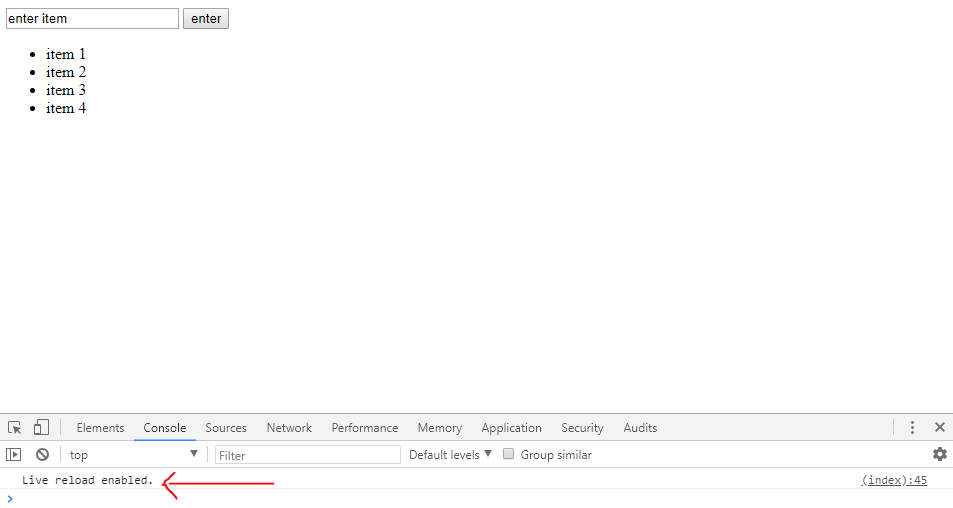 enter item enter
item 1
item 2
item 3
item 4
Elements Console Sources Network Performance Memory Application Security Audits
top Filter Default levels Group similar
Live reload enabled. (index):45